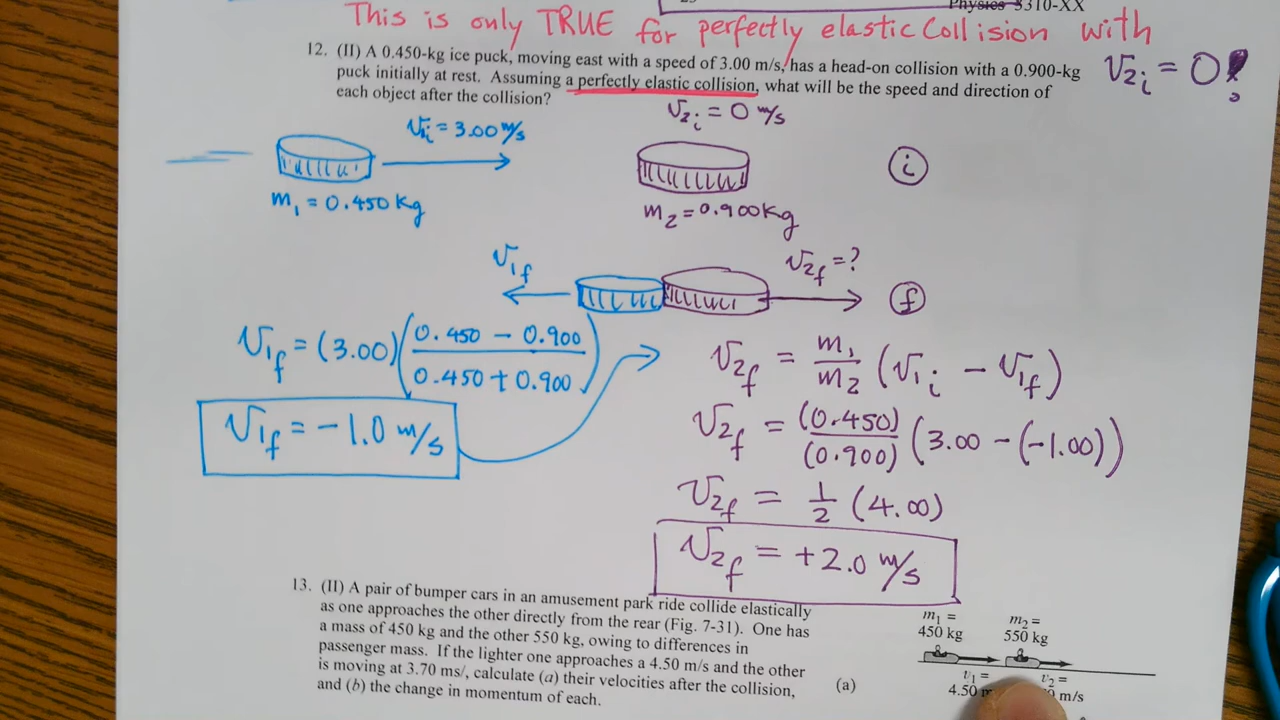 Physics 5310-XX
This is only TRUE for perfectly elastic Collision with
V₂ᵢ = 0!
12. (II) A 0.450-kg ice puck, moving east with a speed of 3.00 m/s, has a head-on collision with a 0.900-kg
puck initially at rest. Assuming a perfectly elastic collision, what will be the speed and direction of
each object after the collision?
V₁ᵢ = 3.00 m/s
V₂ᵢ = 0 m/s
i
m₁ = 0.450 kg
m₂ = 0.900 kg
V₁f
V₂f = ?
f
V₁f = (3.00)((0.450 − 0.900)/(0.450 + 0.900))
V₁f = −1.0 m/s
V₂f = m₁/m₂ (V₁ᵢ − V₁f)
V₂f = (0.450)/(0.900) (3.00 − (−1.00))
V₂f = 1/2 (4.00)
V₂f = +2.0 m/s
13. (II) A pair of bumper cars in an amusement park ride collide elastically
as one approaches the other directly from the rear (Fig. 7-31). One has
a mass of 450 kg and the other 550 kg, owing to differences in
passenger mass. If the lighter one approaches a 4.50 m/s and the other
is moving at 3.70 ms/, calculate (a) their velocities after the collision,
and (b) the change in momentum of each.
(a)
m₁ =
450 kg
m₂ =
550 kg
v₁ =
4.50
v₂ =
m/s